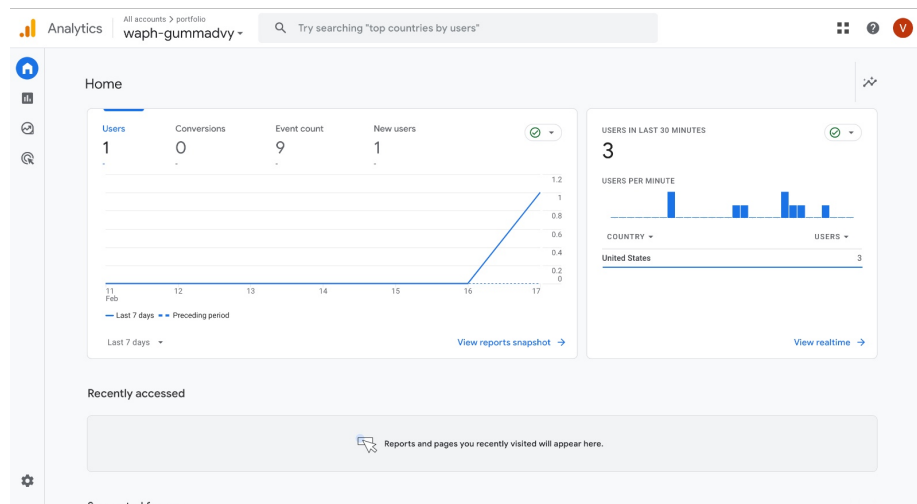 Analytics
All accounts > portfolio
waph-gummadvy
Try searching "top countries by users"
V
Home
Users
1
-
Conversions
0
-
Event count
9
-
New users
1
-
1.2
1
0.8
0.6
0.4
0.2
0
11
Feb
12
13
14
15
16
17
Last 7 days
Preceding period
Last 7 days
View reports snapshot
USERS IN LAST 30 MINUTES
3
USERS PER MINUTE
COUNTRY
USERS
United States
3
View realtime
Recently accessed
Reports and pages you recently visited will appear here.